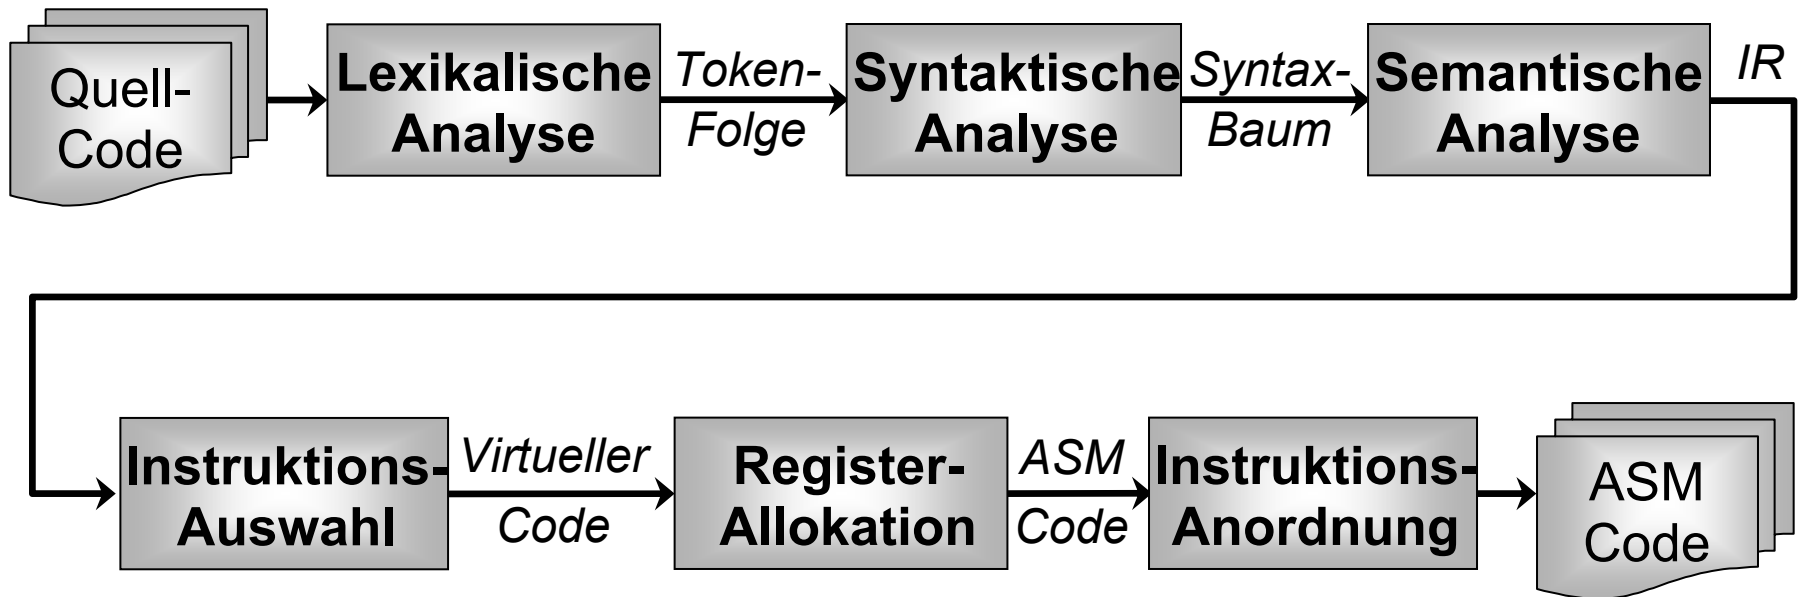 Quell-
Code
Lexikalische
Analyse
Token-
Folge
Syntaktische
Analyse
Syntax-
Baum
Semantische
Analyse
IR
Instruktions-
Auswahl
Virtueller
Code
Register-
Allokation
ASM
Code
Instruktions-
Anordnung
ASM
Code